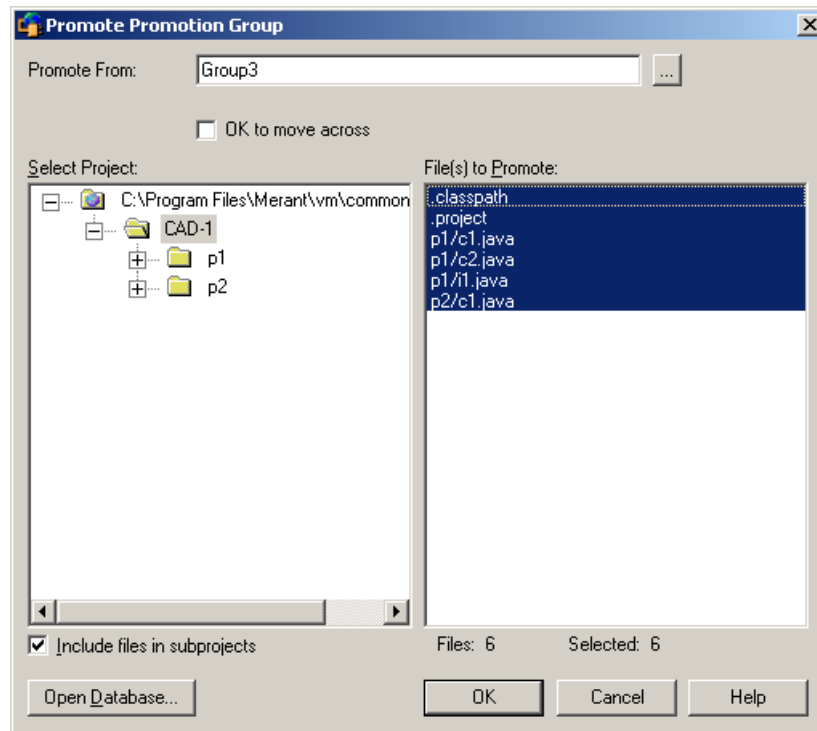 Promote Promotion Group
Promote From: Group3 ...
OK to move across
Select Project:
C:\Program Files\Merant\vm\common
CAD-1
p1
p2
File(s) to Promote:
.classpath
.project
p1/c1.java
p1/c2.java
p1/i1.java
p2/c1.java
Include files in subprojects
Files: 6 Selected: 6
Open Database... OK Cancel Help